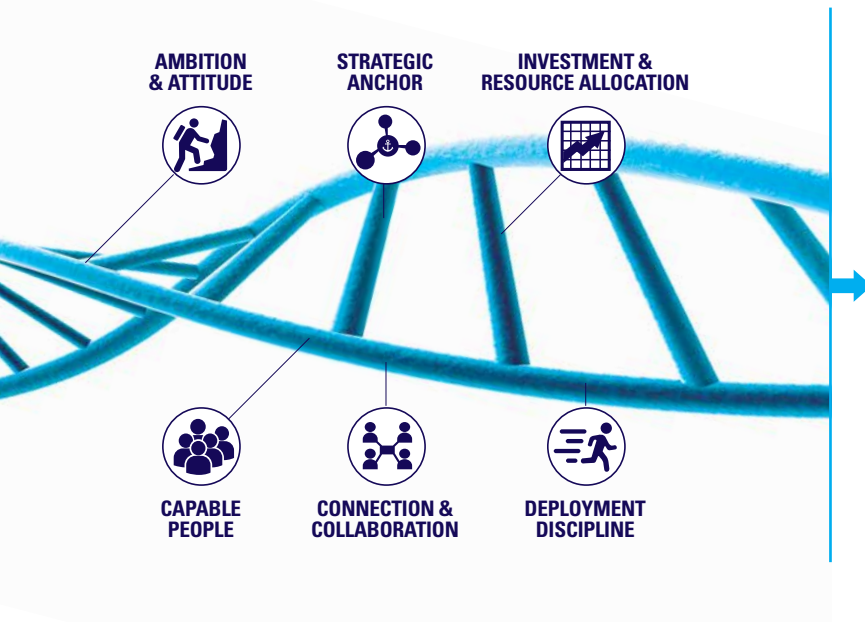 AMBITION
& ATTITUDE
STRATEGIC
ANCHOR
INVESTMENT &
RESOURCE ALLOCATION
CAPABLE
PEOPLE
CONNECTION &
COLLABORATION
DEPLOYMENT
DISCIPLINE